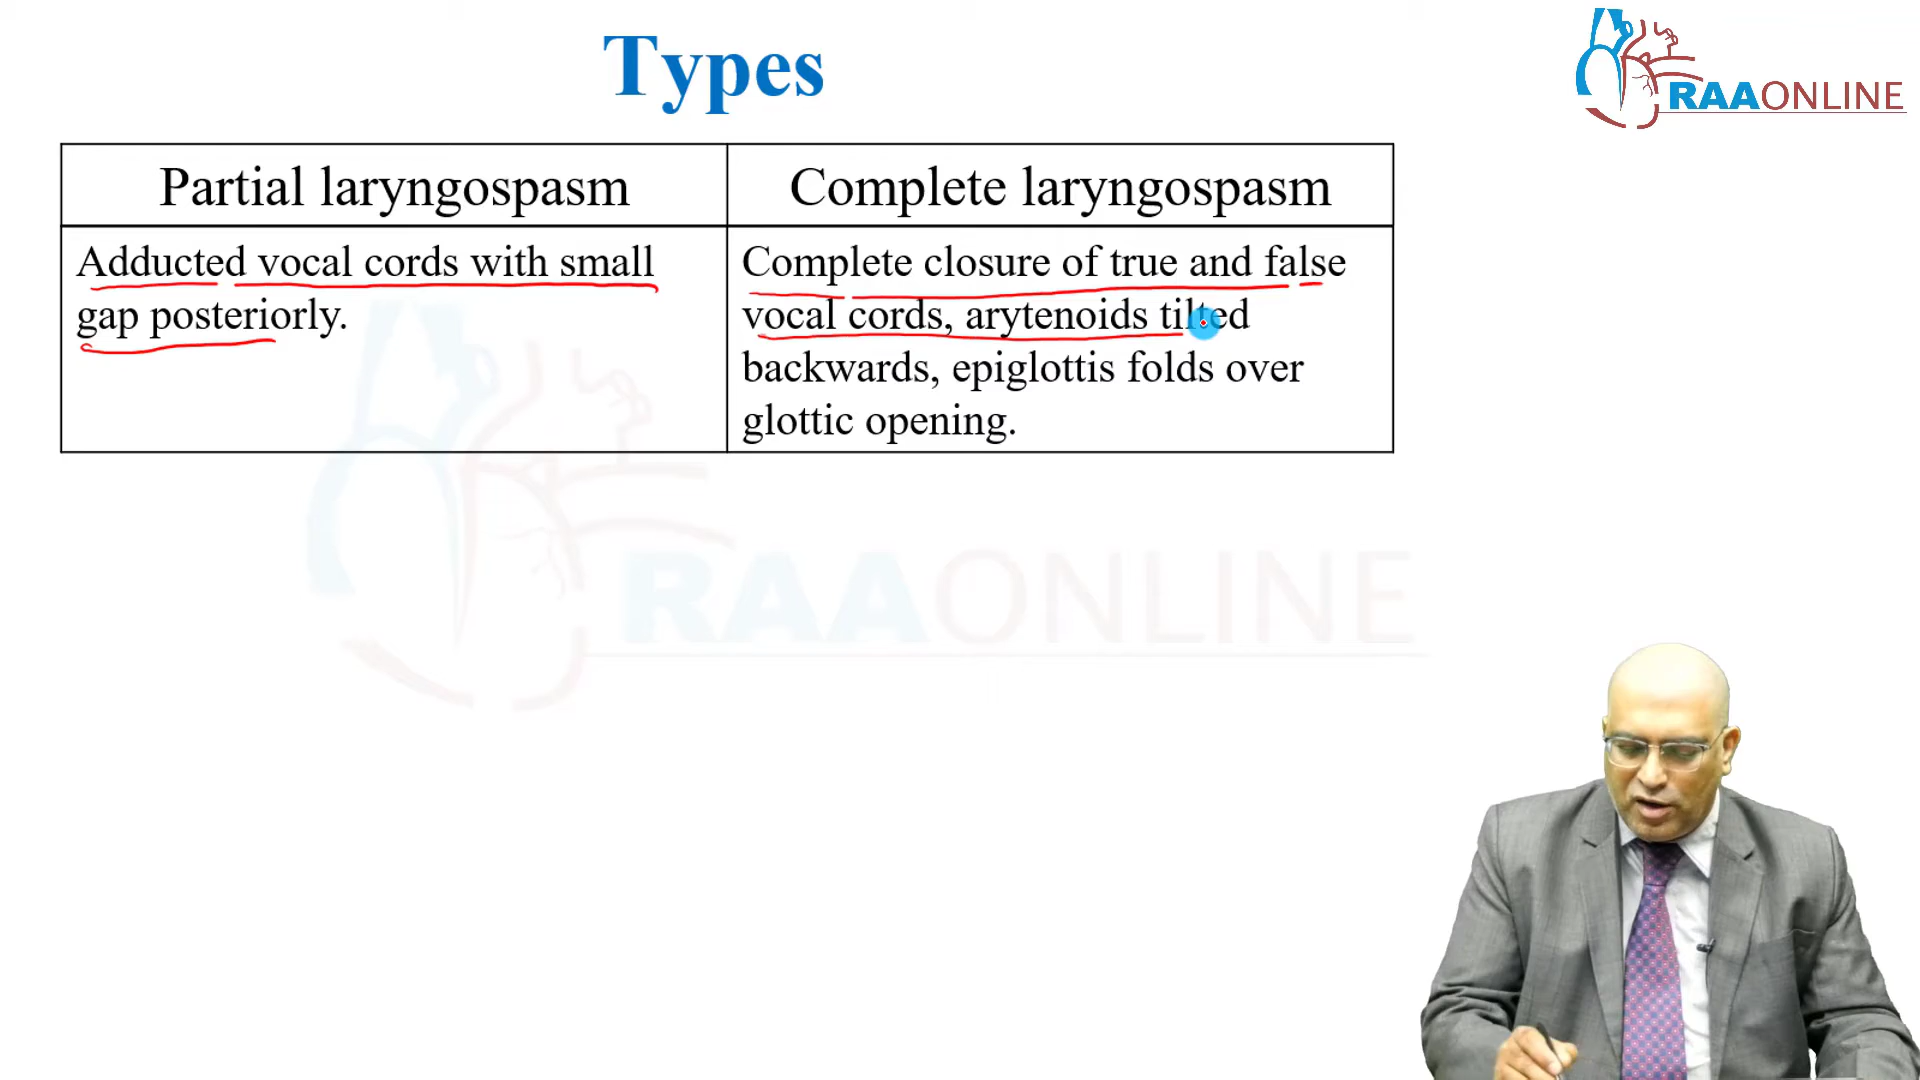 Types
RAAONLINE
Partial laryngospasm
Complete laryngospasm
Adducted vocal cords with small
gap posteriorly.
Complete closure of true and false
vocal cords, arytenoids tilted
backwards, epiglottis folds over
glottic opening.
RAAONLINE